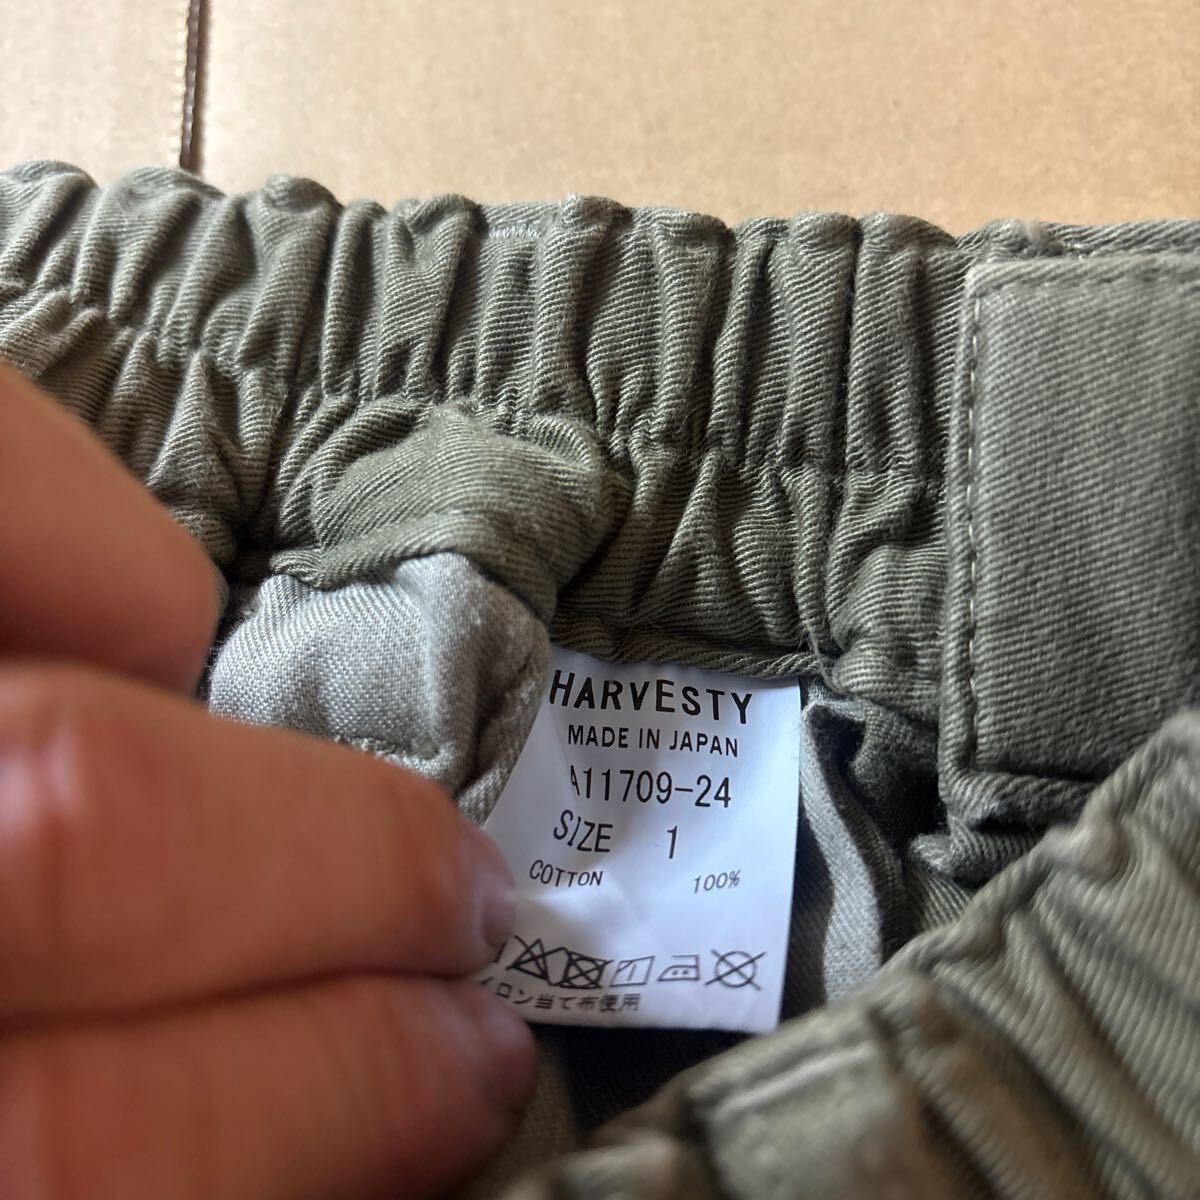 HARVESTY
MADE IN JAPAN
A11709-24
SIZE 1
COTTON 100%
イロン当て布使用